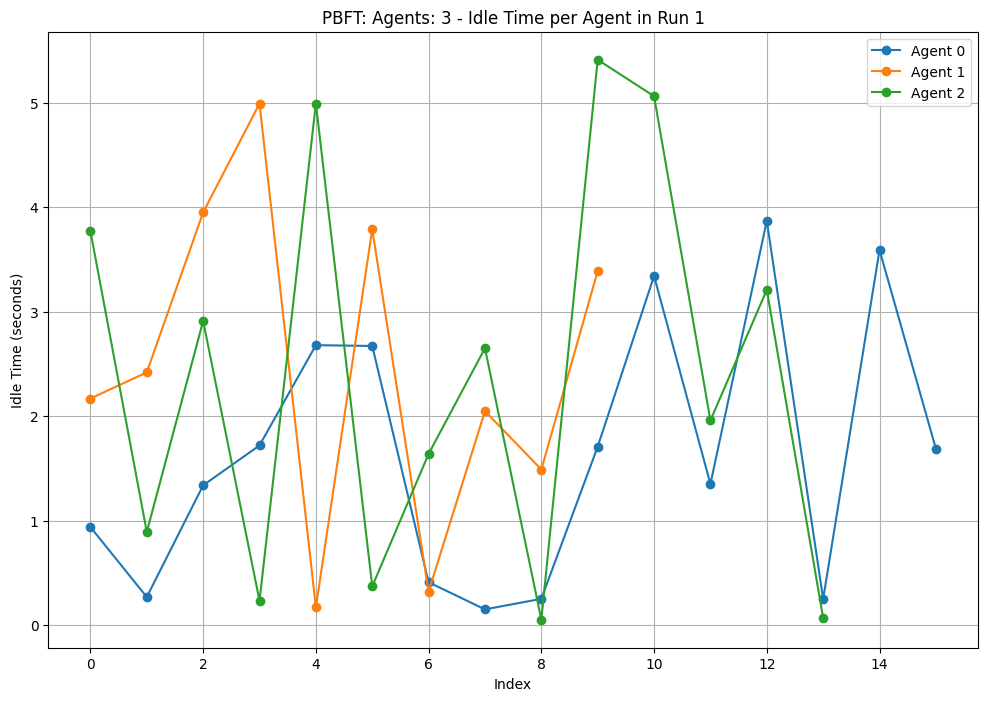 PBFT: Agents: 3 - Idle Time per Agent in Run 1
Agent 0
Agent 1
Agent 2
Idle Time (seconds)
5
4
3
2
1
0
0 2 4 6 8 10 12 14
Index